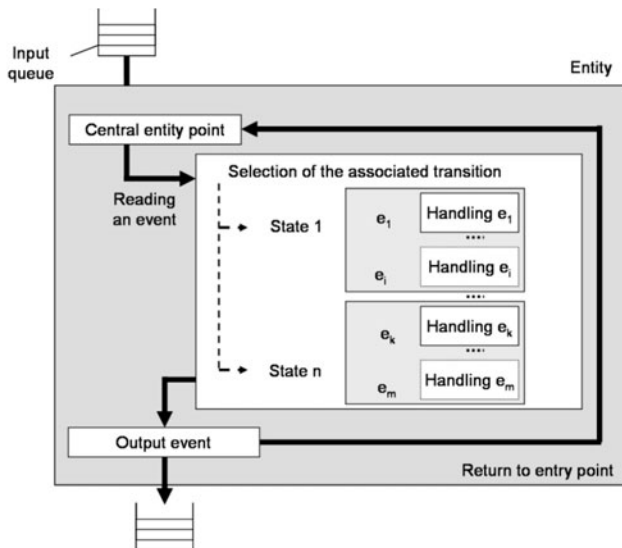 Input
queue
Entity
Central entity point
Selection of the associated transition
Reading
an event
State 1
e1
Handling e1
....
ei
Handling ei
....
ek
Handling ek
....
State n
em
Handling em
Output event
Return to entry point